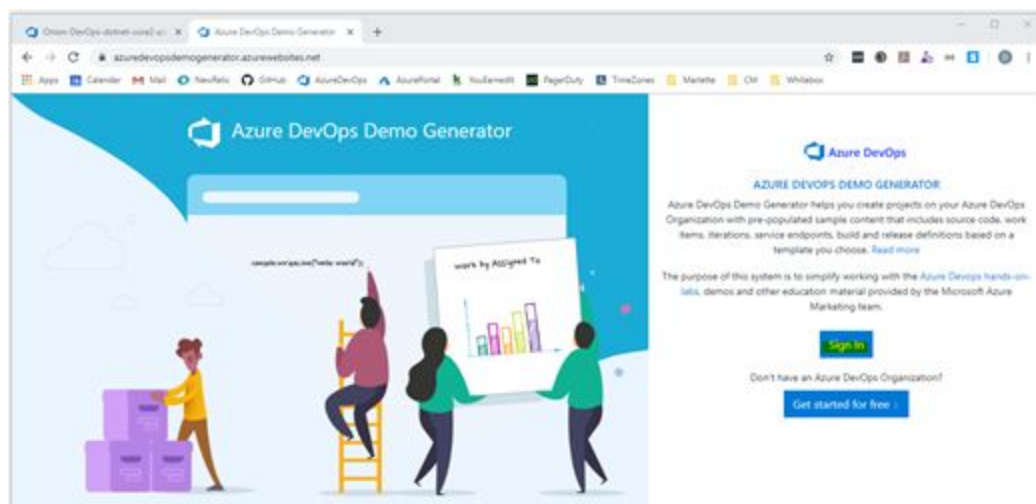 Azure DevOps Demo Generator
azuredevopsdemogenerator.azurewebsites.net
Apps Calendar Mail NewRelic GitHub AzureDevOps AzurePortal YouEarnedIt PagerDuty TimeZones Marlette CM Whitebox
Azure DevOps Demo Generator
work by Assigned To
Azure DevOps
AZURE DEVOPS DEMO GENERATOR
Azure DevOps Demo Generator helps you create projects on your Azure DevOps
Organization with pre-populated sample content that includes source code, work
items, iterations, service endpoints, build and release definitions based on a
template you choose. Read more
The purpose of this system is to simplify working with the Azure Devops hands-on-
labs, demos and other education material provided by the Microsoft Azure
Marketing team.
Sign In
Don't have an Azure DevOps Organization?
Get started for free